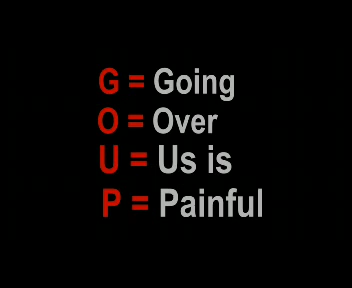 G = Going
O = Over
U = Us is
P = Painful